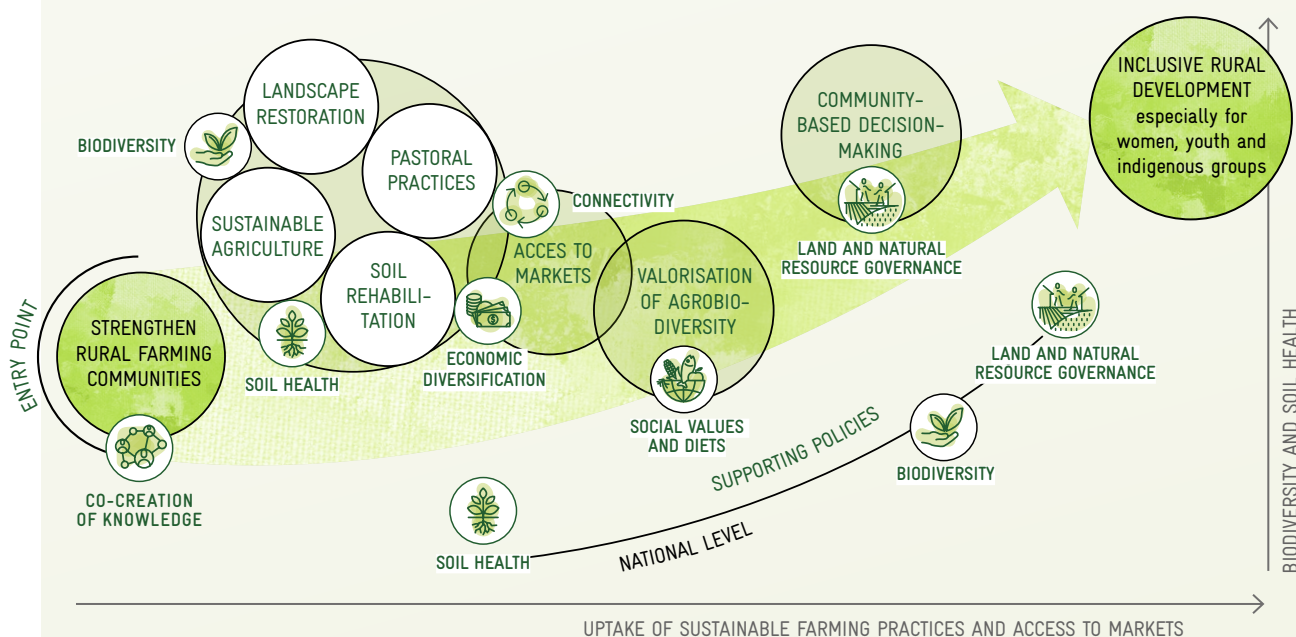 LANDSCAPE
RESTORATION
BIODIVERSITY
PASTORAL
PRACTICES
SUSTAINABLE
AGRICULTURE
SOIL
REHABILI-
TATION
SOIL HEALTH
ENTRY POINT
STRENGTHEN
RURAL FARMING
COMMUNITIES
CO-CREATION
OF KNOWLEDGE
CONNECTIVITY
ACCES TO
MARKETS
ECONOMIC
DIVERSIFICATION
VALORISATION
OF AGROBIO-
DIVERSITY
SOCIAL VALUES
AND DIETS
COMMUNITY-
BASED DECISION-
MAKING
LAND AND NATURAL
RESOURCE GOVERNANCE
INCLUSIVE RURAL
DEVELOPMENT
especially for
women, youth and
indigenous groups
SOIL HEALTH
NATIONAL LEVEL
SUPPORTING POLICIES
BIODIVERSITY
LAND AND NATURAL
RESOURCE GOVERNANCE
BIODIVERSITY AND SOIL HEALTH
UPTAKE OF SUSTAINABLE FARMING PRACTICES AND ACCESS TO MARKETS